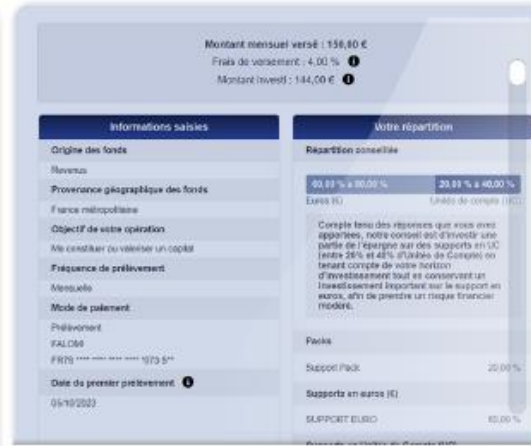 Montant mensuel versé : 150,00 €
Frais de versement : 4,00 %
Montant investi : 144,00 €
Informations saisies
Origine des fonds
Revenus
Provenance géographique des fonds
France métropolitaine
Objectif de votre opération
Me constituer ou valoriser un capital
Fréquence de prélèvement
Mensuelle
Mode de paiement
Prélèvement
FALOMI
FR76 **** **** **** **** *073 5**
Date du premier prélèvement
05/10/2023
Votre répartition
Répartition conseillée
60,00 % à 80,00 % 20,00 % à 40,00 %
Euros (€) Unités de compte (UC)
Compte tenu des réponses que vous avez
apportées, notre conseil est d'investir une
partie de l'épargne sur des supports en UC
(entre 20% et 40% d'Unités de Compte) en
tenant compte de votre horizon
d'investissement tout en conservant un
investissement important sur le support en
euros, afin de prendre un risque financier
modéré.
Packs
Support Pack 20,00 %
Supports en euros (€)
SUPPORT EURO 60,00 %